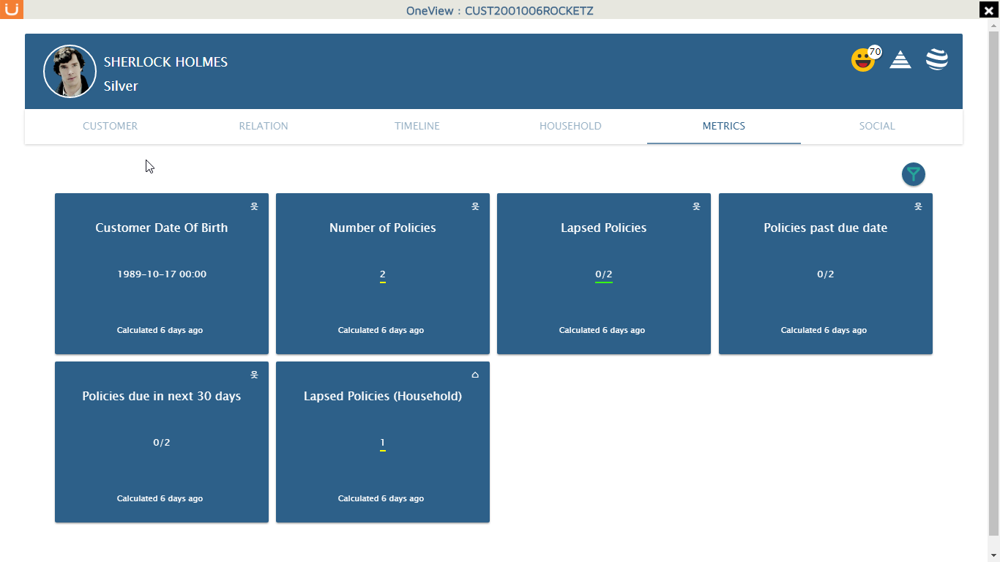 OneView : CUST2001006ROCKETZ
SHERLOCK HOLMES
70
Silver
CUSTOMER RELATION TIMELINE HOUSEHOLD METRICS SOCIAL
Customer Date Of Birth
1989-10-17 00:00
Calculated 6 days ago
Number of Policies
2
Calculated 6 days ago
Lapsed Policies
0/2
Calculated 6 days ago
Policies past due date
0/2
Calculated 6 days ago
Policies due in next 30 days
0/2
Calculated 6 days ago
Lapsed Policies (Household)
1
Calculated 6 days ago